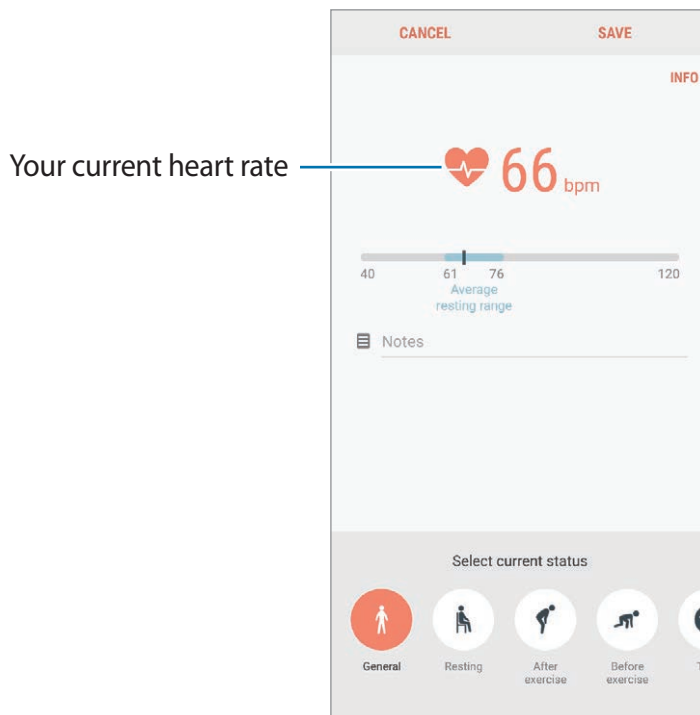 CANCEL SAVE
INFO
Your current heart rate
66 bpm
40 61 76 120
Average
resting range
Notes
Select current status
General Resting After Before
exercise exercise